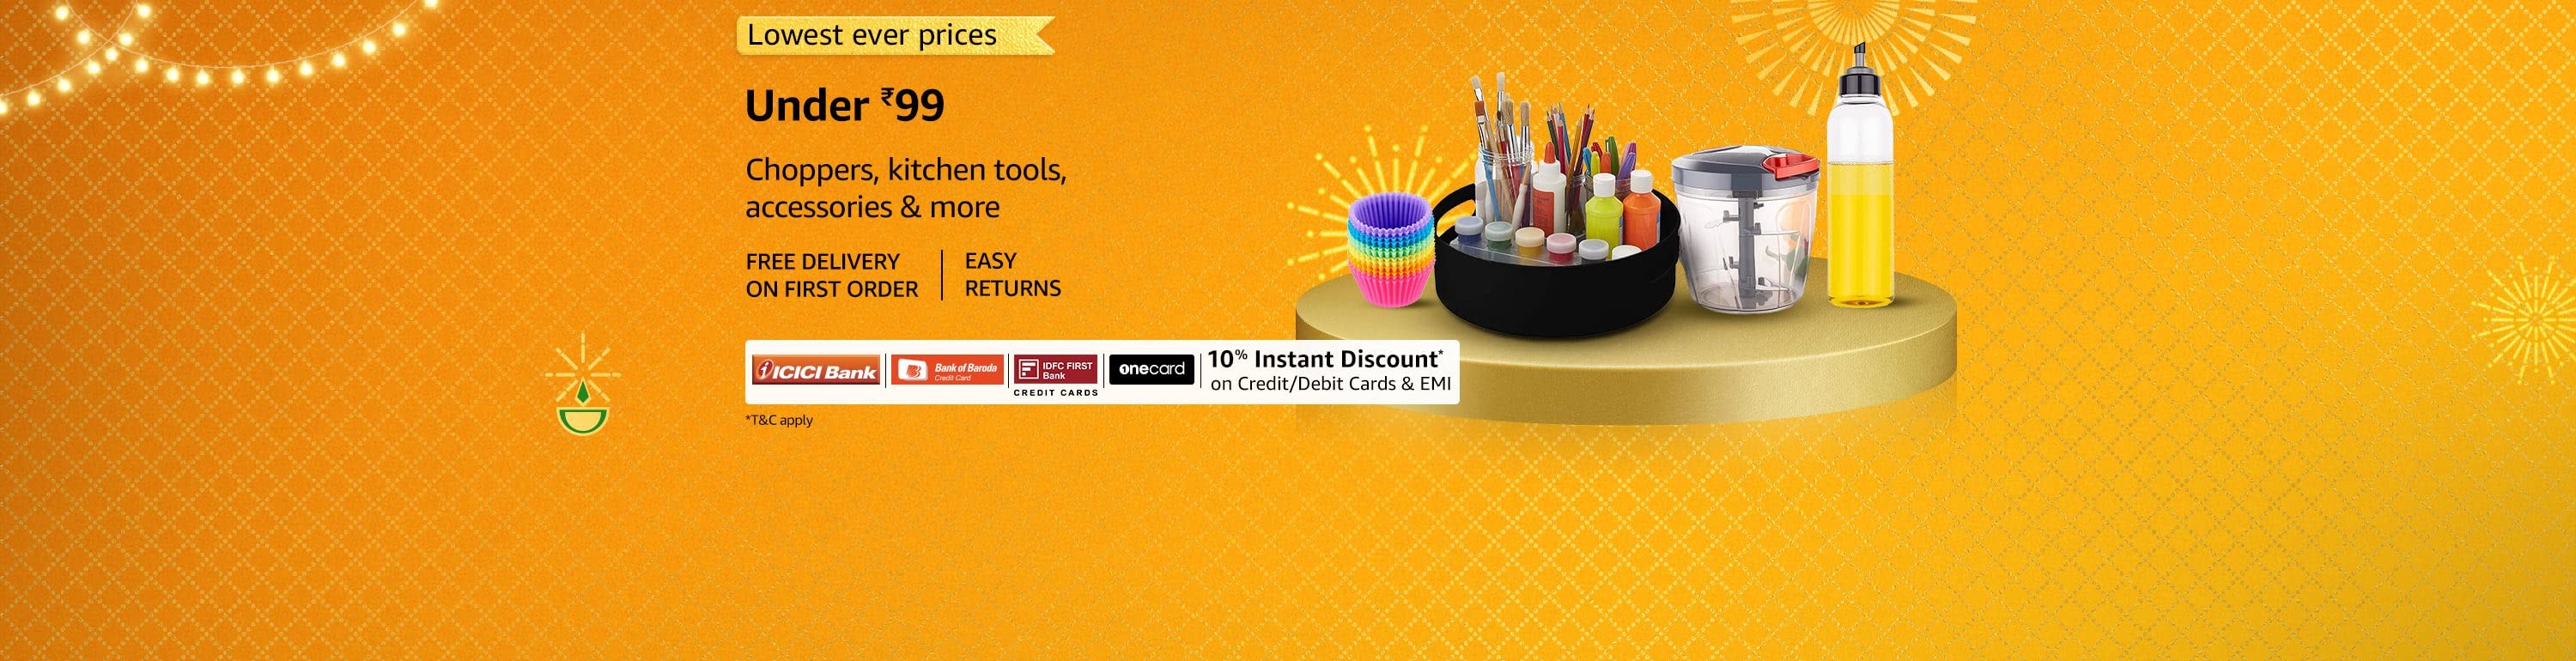 Lowest ever prices
Under ₹99
Choppers, kitchen tools,
accessories & more
FREE DELIVERY
ON FIRST ORDER
EASY
RETURNS
ICICI Bank
Bank of Baroda
Credit Card
IDFC FIRST
Bank
CREDIT CARDS
onecard
10% Instant Discount*
on Credit/Debit Cards & EMI
*T&C apply